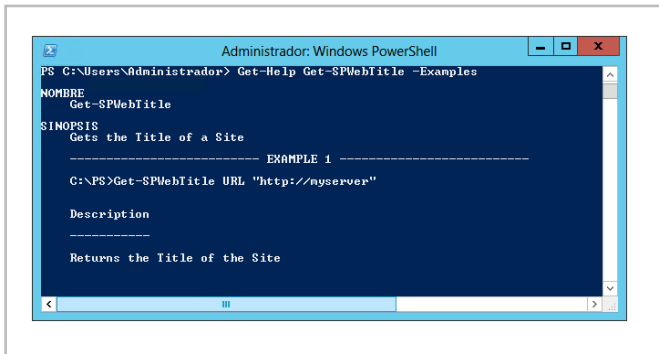 Administrador: Windows PowerShell
PS C:\Users\Administrador> Get-Help Get-SPWebTitle -Examples
NOMBRE
Get-SPWebTitle
SINOPSIS
Gets the Title of a Site
-------------------------- EXAMPLE 1 --------------------------
C:\PS>Get-SPWebTitle URL "http://myserver"
Description
-----------
Returns the Title of the Site